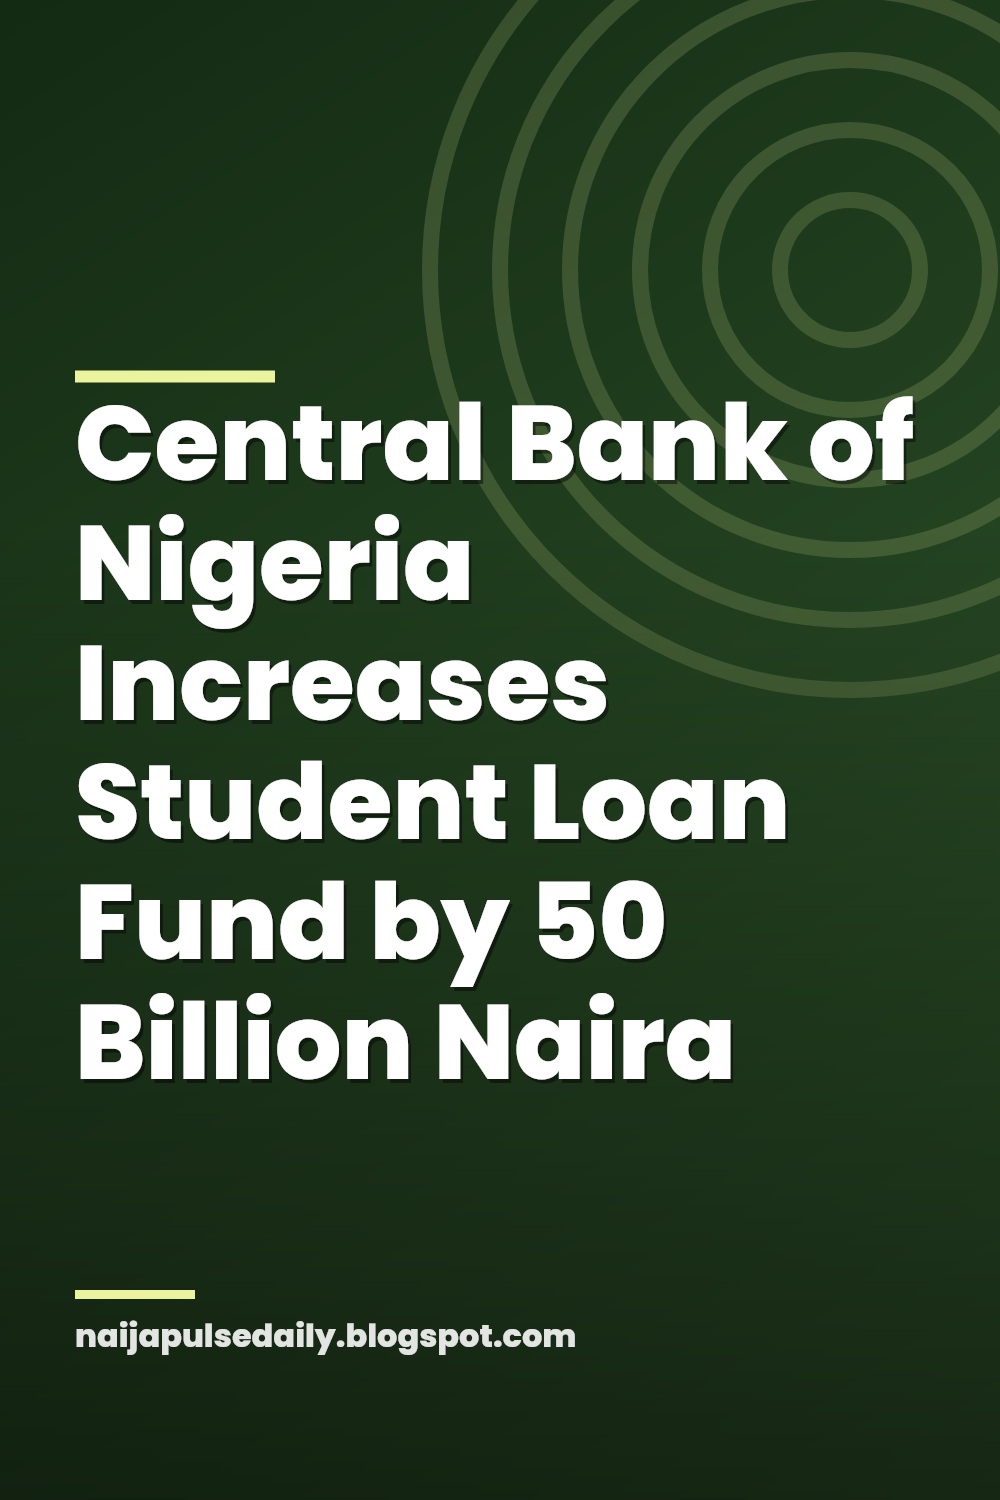 Central Bank of
Nigeria
Increases
Student Loan
Fund by 50
Billion Naira
naijapulsedaily.blogspot.com